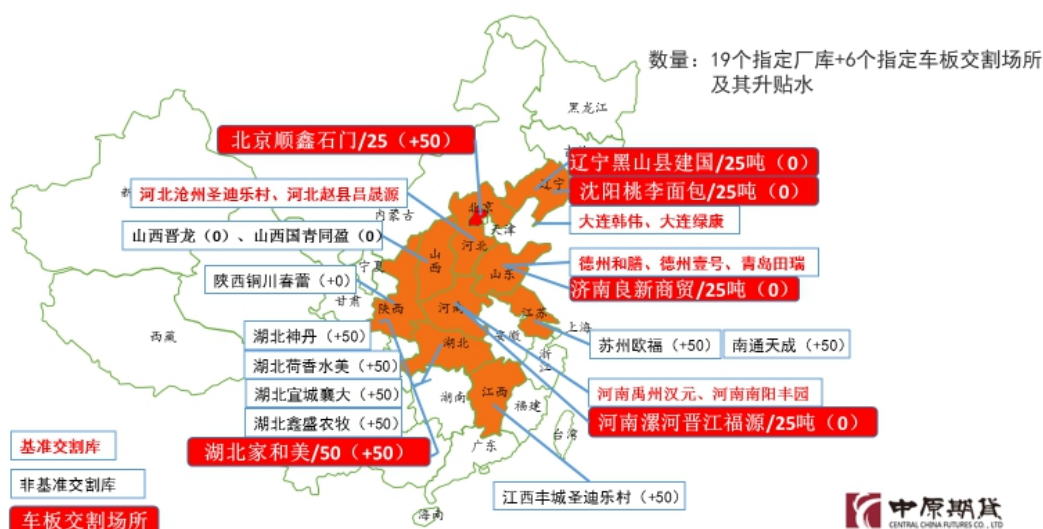 数量：19个指定厂库+6个指定车板交割场所
及其升贴水
黑龙江
北京顺鑫石门/25（+50）
辽宁黑山县建国/25吨（0）
辽宁
沈阳桃李面包/25吨（0）
河北沧州圣迪乐村、河北赵县吕晟源
北京
内蒙古
大连韩伟、大连绿康
天津
山西晋龙（0）、山西国青同盈（0）
河北
山西
宁夏
德州和膳、德州壹号、青岛田瑞
山东
陕西铜川春蕾（+0）
济南良新商贸/25吨（0）
甘肃
陕西
河南
江苏
西藏
上海
安徽
湖北神丹（+50）
苏州欧福（+50）
南通天成（+50）
湖北
湖北荷香水美（+50）
浙江
湖北宜城襄大（+50）
湖南
江西
河南禹州汉元、河南南阳丰园
福建
湖北鑫盛农牧（+50）
河南漯河晋江福源/25吨（0）
台湾
基准交割库
湖北家和美/50（+50）
广东
非基准交割库
江西丰城圣迪乐村（+50）
车板交割场所
海南
中原期货
CENTRAL CHINA FUTURES CO., LTD